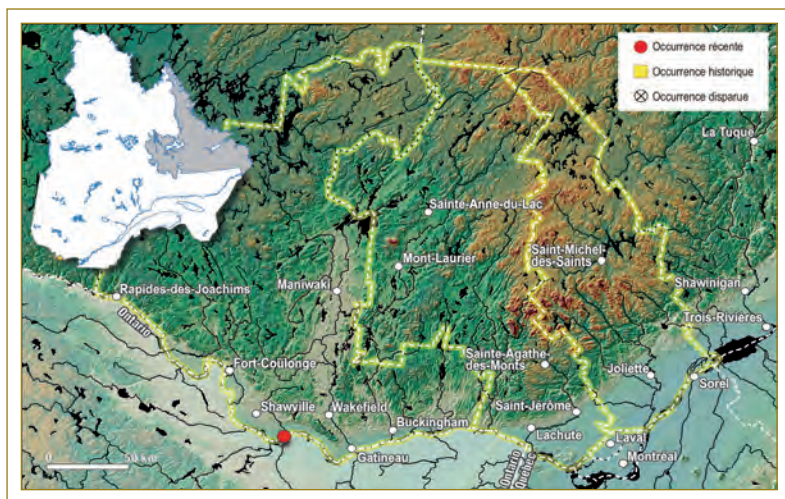 Occurrence récente
Occurrence historique
Occurrence disparue
La Tuque
Sainte-Anne-du-Lac
Saint-Michel
-des-Saints
Mont-Laurier
Maniwaki
Rapides-des-Joachims
Shawinigan
Ontario
Trois-Rivières
Fort-Coulonge
Sainte-Agathe
-des-Monts
Joliette
Sorel
Shawville
Wakefield
Saint-Jérôme
Buckingham
Lachute
Laval
Gatineau
Montréal
Ontario
Québec
0 50 km